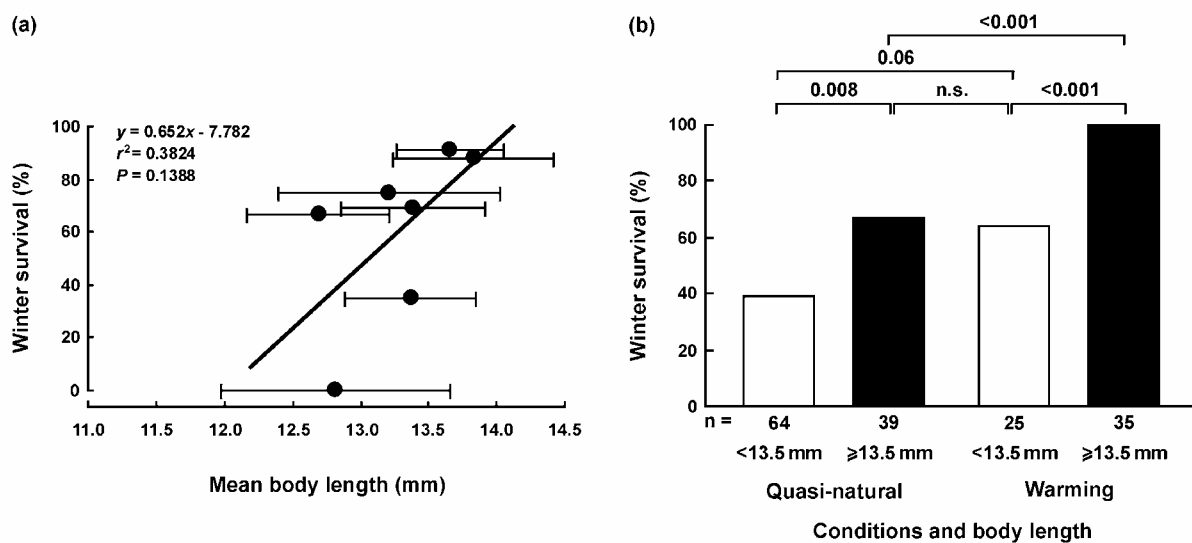 (a)
y = 0.652x - 7.782
r² = 0.3824
P = 0.1388
Winter survival (%)
100
80
60
40
20
0
11.0 11.5 12.0 12.5 13.0 13.5 14.0 14.5
Mean body length (mm)
(b)
<0.001
0.06
0.008 n.s. <0.001
Winter survival (%)
100
80
60
40
20
0
n = 64 39 25 35
<13.5 mm ⩾13.5 mm <13.5 mm ⩾13.5 mm
Quasi-natural Warming
Conditions and body length